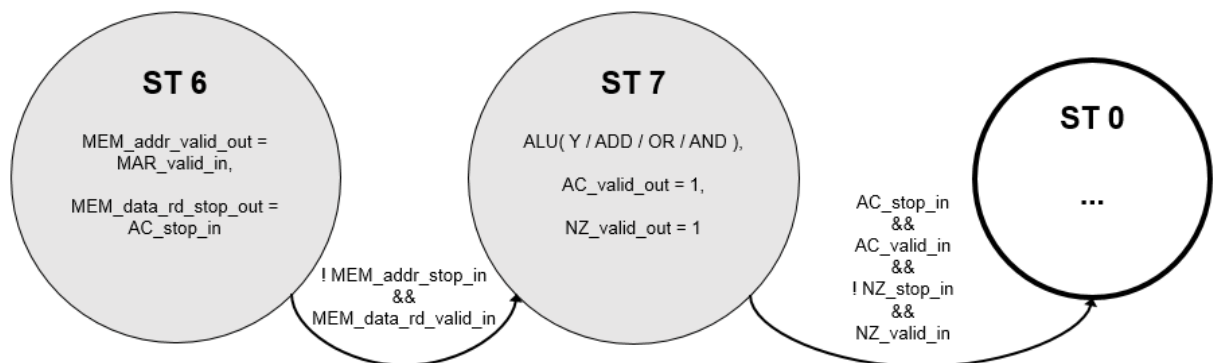 ST 6
MEM_addr_valid_out =
MAR_valid_in,
MEM_data_rd_stop_out =
AC_stop_in
! MEM_addr_stop_in
&&
MEM_data_rd_valid_in
ST 7
ALU( Y / ADD / OR / AND ),
AC_valid_out = 1,
NZ_valid_out = 1
AC_stop_in
&&
AC_valid_in
&&
! NZ_stop_in
&&
NZ_valid_in
ST 0
...